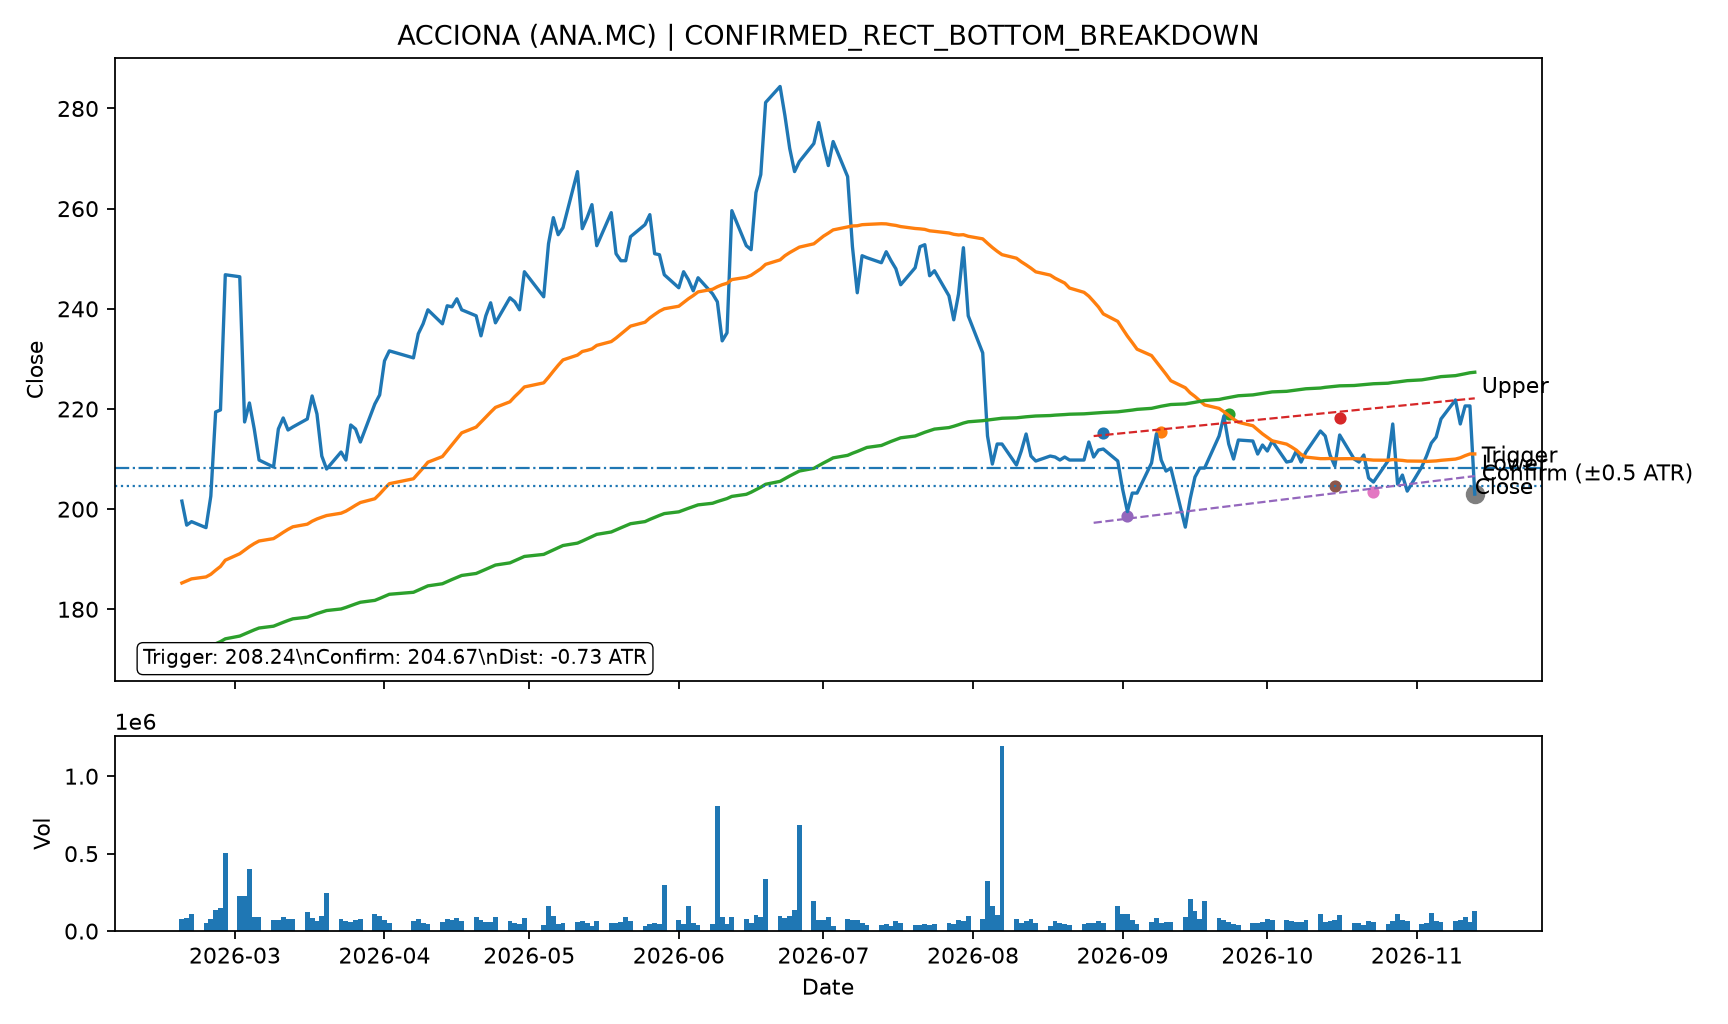 ACCIONA (ANA.MC) | CONFIRMED_RECT_BOTTOM_BREAKDOWN
Close
280
260
240
220
200
180
Upper
Trigger
Lower
Confirm (±0.5 ATR)
Close
Trigger: 208.24\nConfirm: 204.67\nDist: -0.73 ATR
1e6
Vol
1.0
0.5
0.0
2026-03 2026-04 2026-05 2026-06 2026-07 2026-08 2026-09 2026-10 2026-11
Date